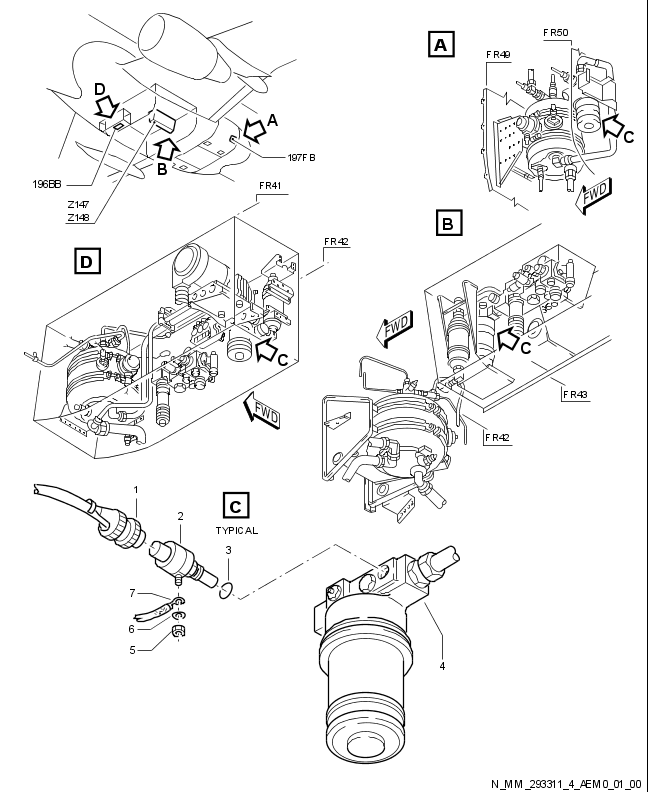 A
FR50
FR49
D
A
B
197FB
C
196BB
Z147
Z148
FWD
FR41
B
D
FR42
FWD
C
C
FWD
FR43
FR42
C
TYPICAL
1
2
3
7
6
5
4
N_MM_293311_4_AEM0_01_00